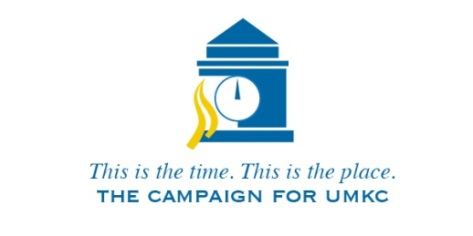 This is the time. This is the place.
THE CAMPAIGN FOR UMKC